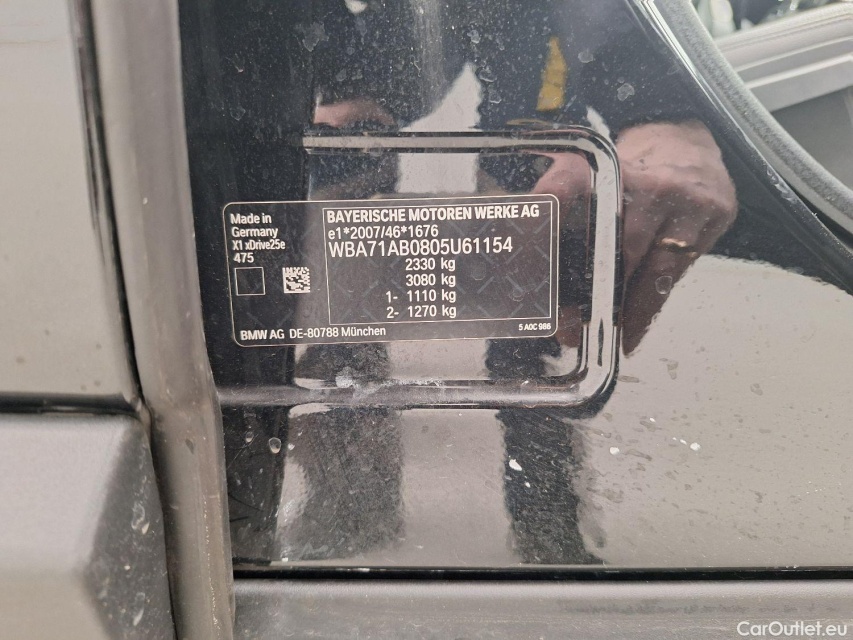 Made in
Germany
X1 xDrive25e
475
BAYERISCHE MOTOREN WERKE AG
e1*2007/46*1676
WBA71AB0805U61154
2330 kg
3080 kg
1- 1110 kg
2- 1270 kg
BMW AG DE-80788 München
5 A0C 986
CarOutlet.eu